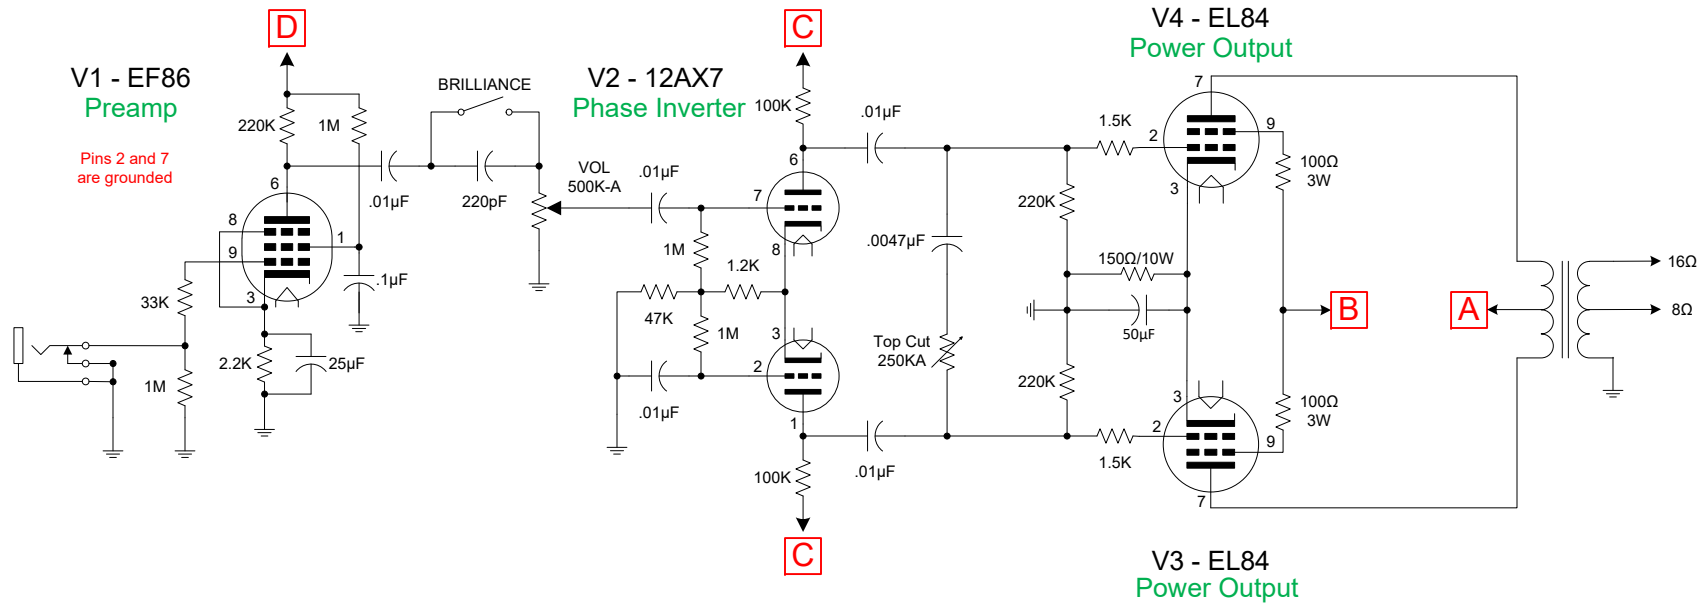 V1 - EF86
Preamp
Pins 2 and 7
are grounded
D
220K
1M
6
8
9
1
3
33K
1M
2.2K
25µF
.1µF
.01µF
BRILLIANCE
220pF
VOL
500K-A
V2 - 12AX7
Phase Inverter
C
100K
6
.01µF
7
8
1M
1.2K
47K
1M
3
2
.01µF
1
100K
C
.01µF
.0047µF
Top Cut
250KA
.01µF
V4 - EL84
Power Output
7
1.5K
2
9
3
100Ω
3W
220K
150Ω/10W
50µF
220K
B
A
16Ω
8Ω
3
100Ω
3W
2
9
1.5K
7
V3 - EL84
Power Output